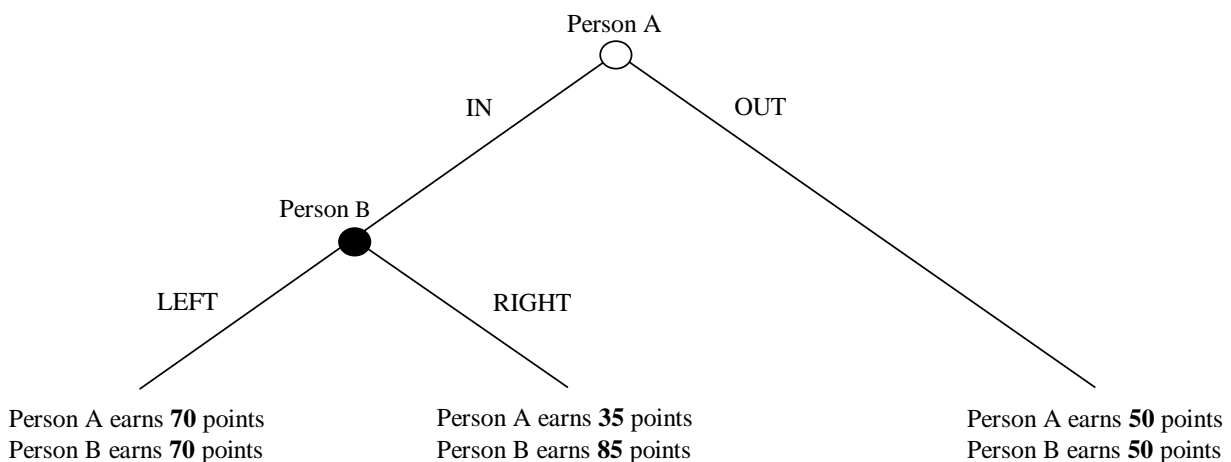 Person A
IN
OUT
Person B
LEFT
RIGHT
Person A earns 70 points
Person B earns 70 points
Person A earns 35 points
Person B earns 85 points
Person A earns 50 points
Person B earns 50 points